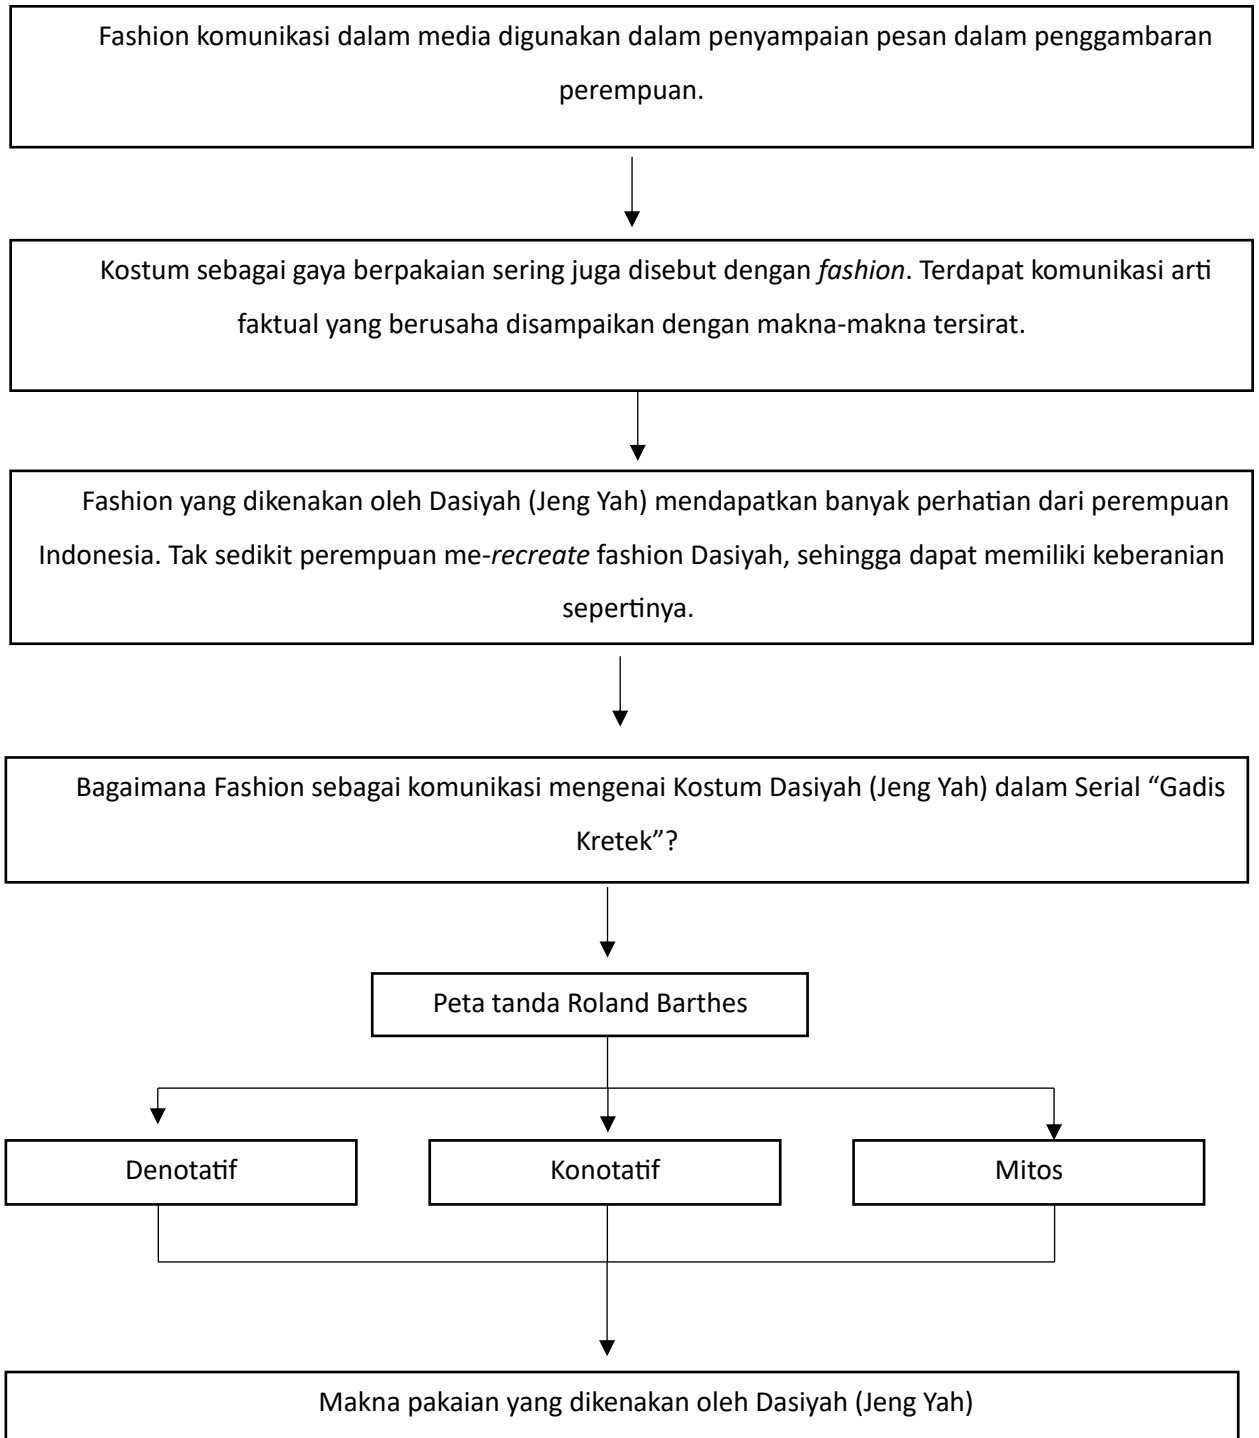 Fashion komunikasi dalam media digunakan dalam penyampaian pesan dalam penggambaran
perempuan.
Kostum sebagai gaya berpakaian sering juga disebut dengan fashion. Terdapat komunikasi arti
faktual yang berusaha disampaikan dengan makna-makna tersirat.
Fashion yang dikenakan oleh Dasiyah (Jeng Yah) mendapatkan banyak perhatian dari perempuan
Indonesia. Tak sedikit perempuan me-recreate fashion Dasiyah, sehingga dapat memiliki keberanian
sepertinya.
Bagaimana Fashion sebagai komunikasi mengenai Kostum Dasiyah (Jeng Yah) dalam Serial “Gadis
Kretek”?
Peta tanda Roland Barthes
Denotatif
Konotatif
Mitos
Makna pakaian yang dikenakan oleh Dasiyah (Jeng Yah)